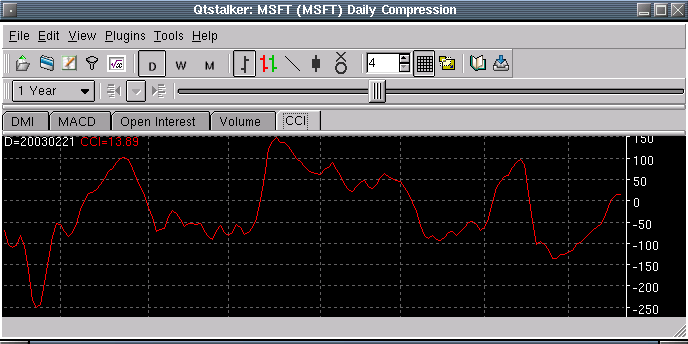 Qtstalker: MSFT (MSFT) Daily Compression
File Edit View Plugins Tools Help
D W M 4
1 Year
DMI MACD Open Interest Volume CCI
D=20030221 CCI=13.89
150
100
50
0
-50
-100
-150
-200
-250